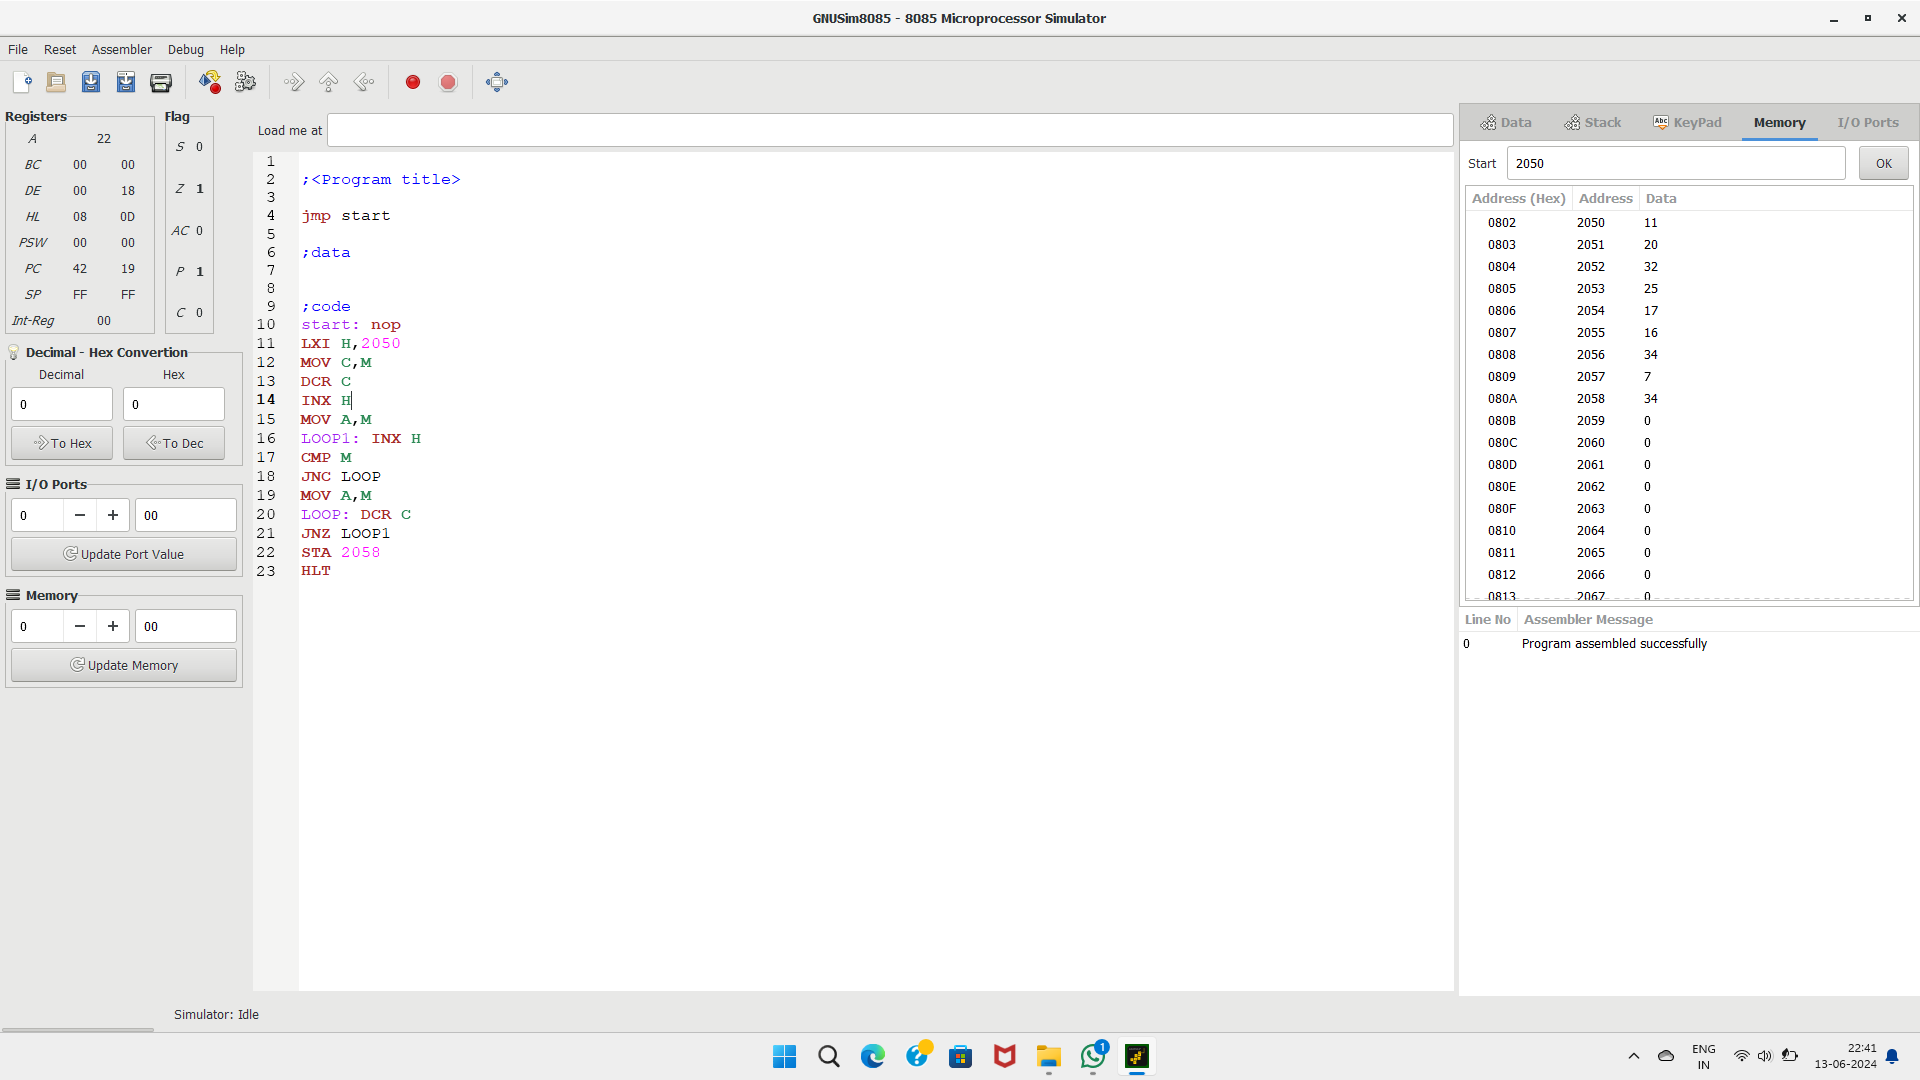 GNUSim8085 - 8085 Microprocessor Simulator
File Reset Assembler Debug Help
Registers
A 22
BC 00 00
DE 00 18
HL 08 0D
PSW 00 00
PC 42 19
SP FF FF
Int-Reg 00
Flag
S 0
Z 1
AC 0
P 1
C 0
Decimal - Hex Convertion
Decimal Hex
0 0
To Hex To Dec
I/O Ports
0 − + 00
Update Port Value
Memory
0 − + 00
Update Memory
Load me at
1
2 ;<Program title>
3
4 jmp start
5
6 ;data
7
8
9 ;code
10 start: nop
11 LXI H,2050
12 MOV C,M
13 DCR C
14 INX H
15 MOV A,M
16 LOOP1: INX H
17 CMP M
18 JNC LOOP
19 MOV A,M
20 LOOP: DCR C
21 JNZ LOOP1
22 STA 2058
23 HLT
Data Stack Abc KeyPad Memory I/O Ports
Start 2050 OK
Address (Hex) Address Data
0802 2050 11
0803 2051 20
0804 2052 32
0805 2053 25
0806 2054 17
0807 2055 16
0808 2056 34
0809 2057 7
080A 2058 34
080B 2059 0
080C 2060 0
080D 2061 0
080E 2062 0
080F 2063 0
0810 2064 0
0811 2065 0
0812 2066 0
0813 2067 0
Line No Assembler Message
0 Program assembled successfully
Simulator: Idle
1
ENG
IN
22:41
13-06-2024